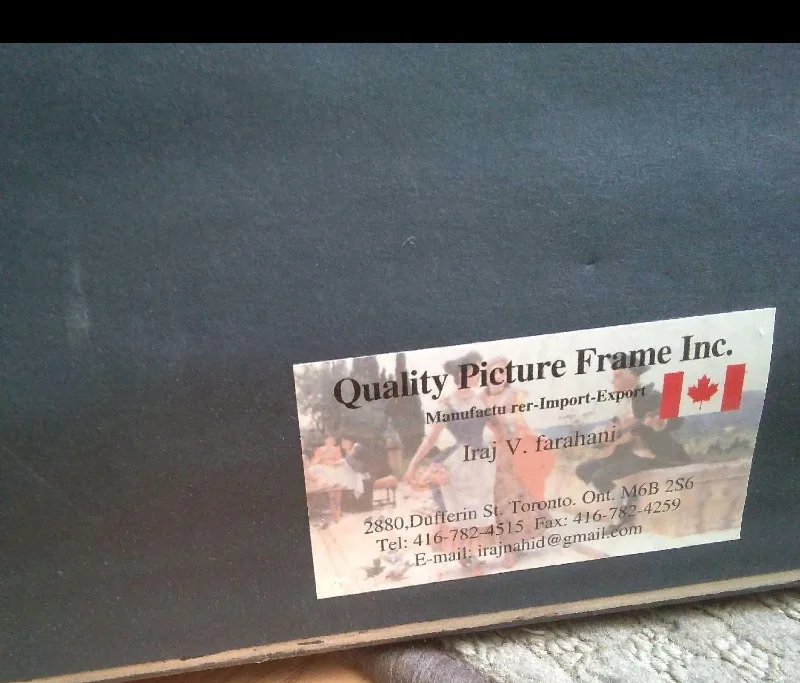 Quality Picture Frame Inc.
Manufactu rer-Import-Export
Iraj V. farahani
2880,Dufferin St. Toronto. Ont. M6B 2S6
Tel: 416-782-4515 Fax: 416-782-4259
E-mail: irajnahid@gmail.com